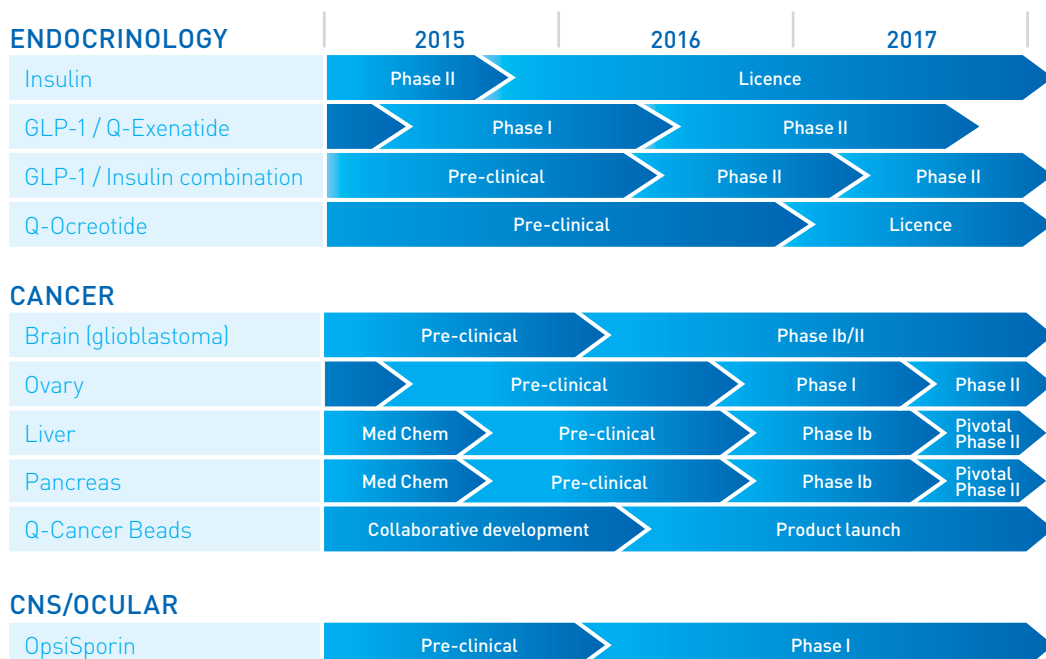 ENDOCRINOLOGY 2015 2016 2017
Insulin Phase II Licence
GLP-1 / Q-Exenatide Phase I Phase II
GLP-1 / Insulin combination Pre-clinical Phase II Phase II
Q-Ocreotide Pre-clinical Licence
CANCER
Brain (glioblastoma) Pre-clinical Phase Ib/II
Ovary Pre-clinical Phase I Phase II
Liver Med Chem Pre-clinical Phase Ib Pivotal
Phase II
Pancreas Med Chem Pre-clinical Phase Ib Pivotal
Phase II
Q-Cancer Beads Collaborative development Product launch
CNS/OCULAR
OpsiSporin Pre-clinical Phase I